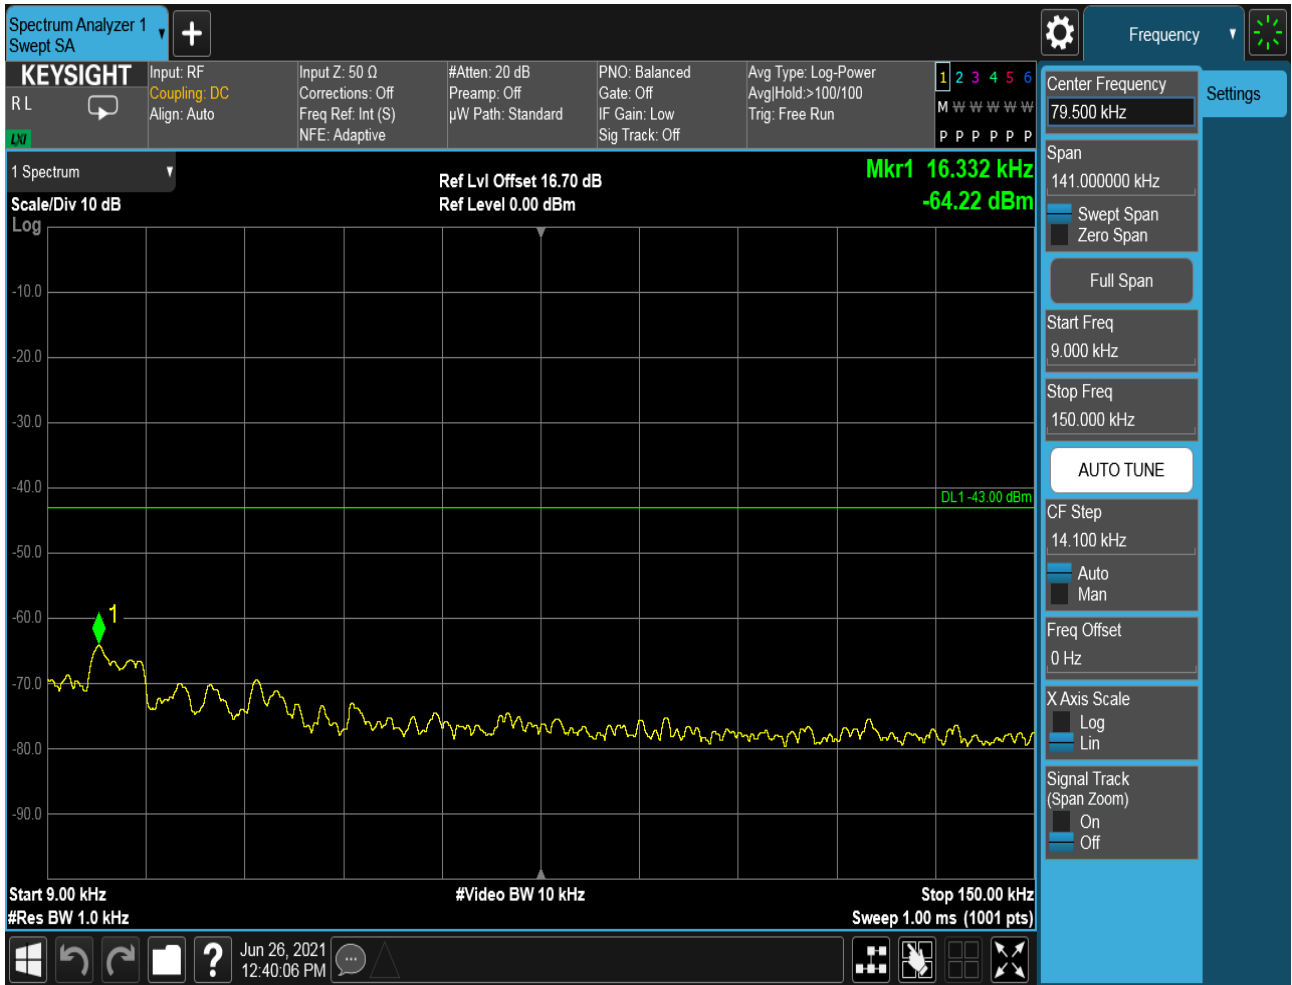 Spectrum Analyzer 1
Swept SA
Frequency
KEYSIGHT
R L
LXI
Input: RF
Coupling: DC
Align: Auto
Input Z: 50 Ω
Corrections: Off
Freq Ref: Int (S)
NFE: Adaptive
#Atten: 20 dB
Preamp: Off
µW Path: Standard
PNO: Balanced
Gate: Off
IF Gain: Low
Sig Track: Off
Avg Type: Log-Power
Avg|Hold:>100/100
Trig: Free Run
1 2 3 4 5 6
M W W W W W
P P P P P P
1 Spectrum
Scale/Div 10 dB
Log
Ref Lvl Offset 16.70 dB
Ref Level 0.00 dBm
Mkr1 16.332 kHz
-64.22 dBm
-10.0
-20.0
-30.0
-40.0
DL1 -43.00 dBm
-50.0
-60.0
1
-70.0
-80.0
-90.0
Start 9.00 kHz
#Res BW 1.0 kHz
#Video BW 10 kHz
Stop 150.00 kHz
Sweep 1.00 ms (1001 pts)
?
Jun 26, 2021
12:40:06 PM
Center Frequency
79.500 kHz
Settings
Span
141.000000 kHz
Swept Span
Zero Span
Full Span
Start Freq
9.000 kHz
Stop Freq
150.000 kHz
AUTO TUNE
CF Step
14.100 kHz
Auto
Man
Freq Offset
0 Hz
X Axis Scale
Log
Lin
Signal Track
(Span Zoom)
On
Off